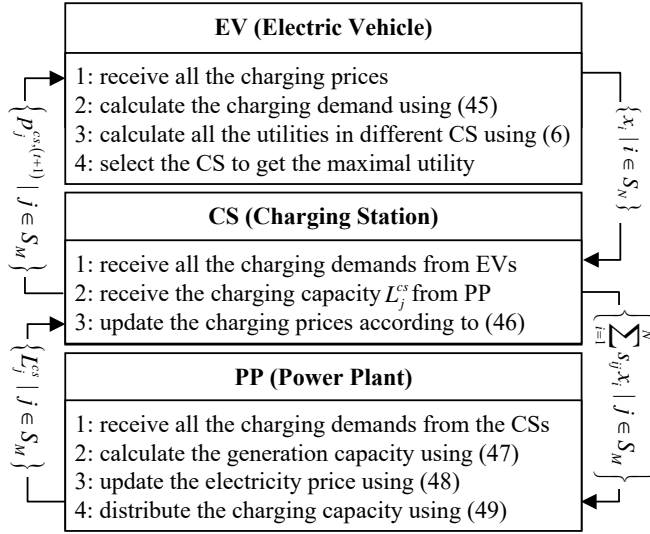 EV (Electric Vehicle)
1: receive all the charging prices
2: calculate the charging demand using (45)
3: calculate all the utilities in different CS using (6)
4: select the CS to get the maximal utility
{p_j^{cs,(t+1)} | j ∈ S_M}
{x_i | i ∈ S_N}
CS (Charging Station)
1: receive all the charging demands from EVs
2: receive the charging capacity L_j^{cs} from PP
3: update the charging prices according to (46)
{L_j^{cs} | j ∈ S_M}
{∑_{i=1}^{N} s_{ij} x_i | j ∈ S_M}
PP (Power Plant)
1: receive all the charging demands from the CSs
2: calculate the generation capacity using (47)
3: update the electricity price using (48)
4: distribute the charging capacity using (49)